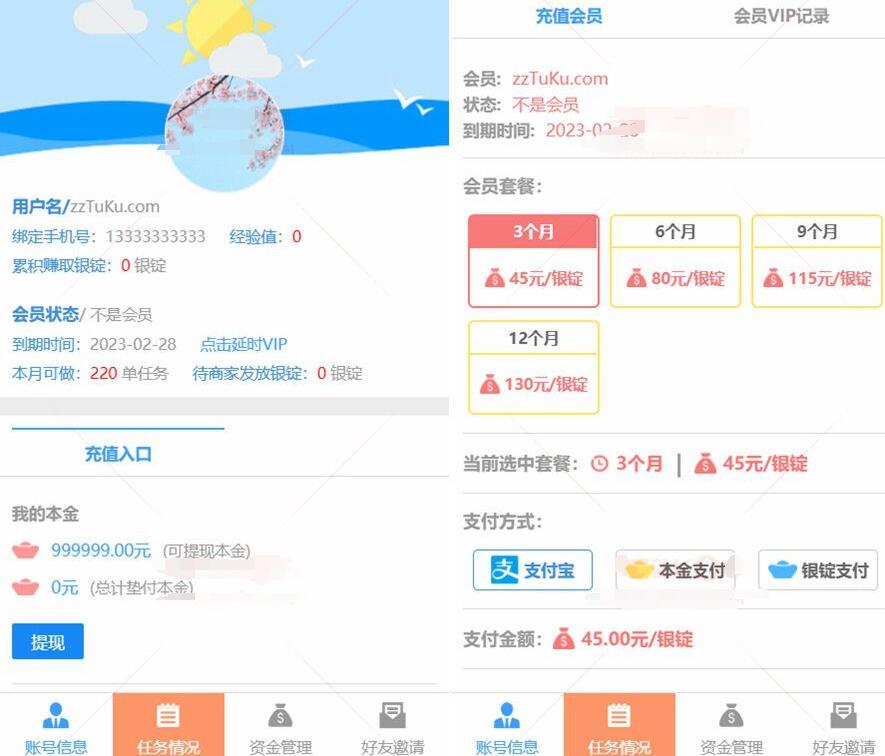 用户名/zzTuKu.com
绑定手机号：13333333333 经验值：0
累积赚取银锭：0 银锭
会员状态/ 不是会员
到期时间：2023-02-28 点击延时VIP
本月可做：220 单任务 待商家发放银锭：0 银锭
充值入口
我的本金
999999.00元 (可提现本金)
0元 (总计垫付本金)
提现
账号信息 任务情况 资金管理 好友邀请
充值会员 会员VIP记录
会员：zzTuKu.com
状态：不是会员
到期时间：2023-02-28
会员套餐：
3个月 6个月 9个月
45元/银锭 80元/银锭 115元/银锭
12个月
130元/银锭
当前选中套餐： 3个月 | 45元/银锭
支付方式：
支 支付宝 本金支付 银锭支付
支付金额： 45.00元/银锭
账号信息 任务情况 资金管理 好友邀请